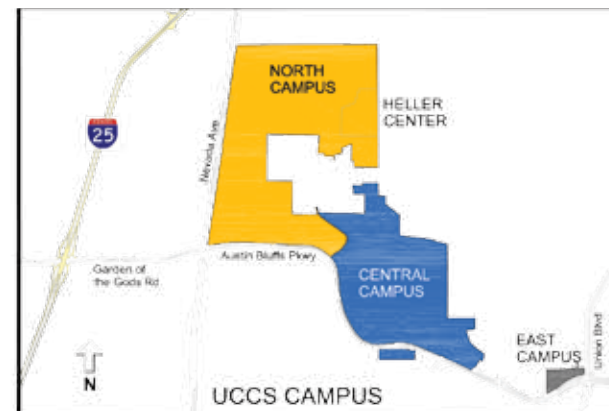 NORTH
CAMPUS
HELLER
CENTER
25
Nevada Ave
Austin Bluffs Pkwy
Garden of
the Gods Rd
CENTRAL
CAMPUS
EAST
CAMPUS
Union Blvd
N
UCCS CAMPUS